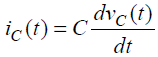 i_C(t) = C dv_C(t)/dt